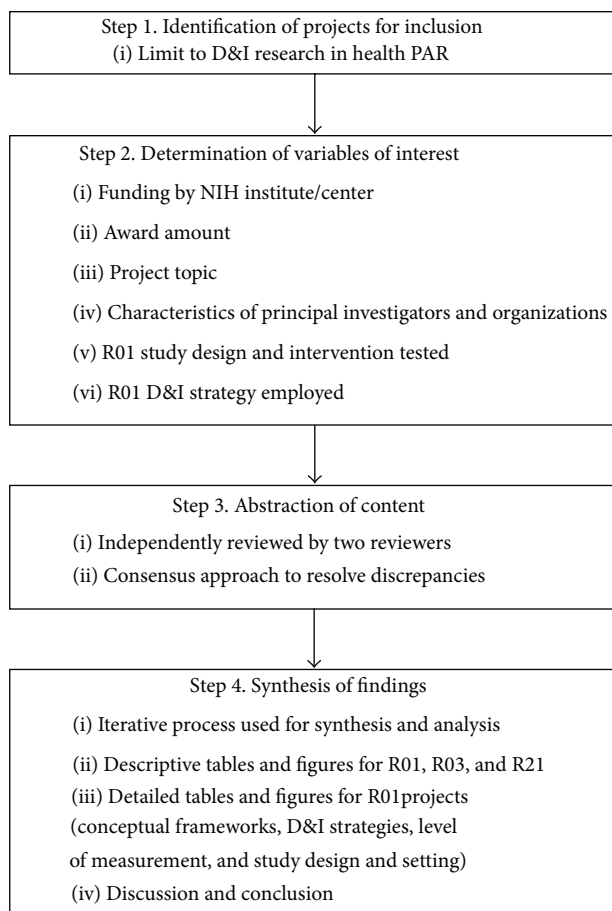 Step 1. Identification of projects for inclusion
(i) Limit to D&I research in health PAR
Step 2. Determination of variables of interest
(i) Funding by NIH institute/center
(ii) Award amount
(iii) Project topic
(iv) Characteristics of principal investigators and organizations
(v) R01 study design and intervention tested
(vi) R01 D&I strategy employed
Step 3. Abstraction of content
(i) Independently reviewed by two reviewers
(ii) Consensus approach to resolve discrepancies
Step 4. Synthesis of findings
(i) Iterative process used for synthesis and analysis
(ii) Descriptive tables and figures for R01, R03, and R21
(iii) Detailed tables and figures for R01projects
(conceptual frameworks, D&I strategies, level
of measurement, and study design and setting)
(iv) Discussion and conclusion